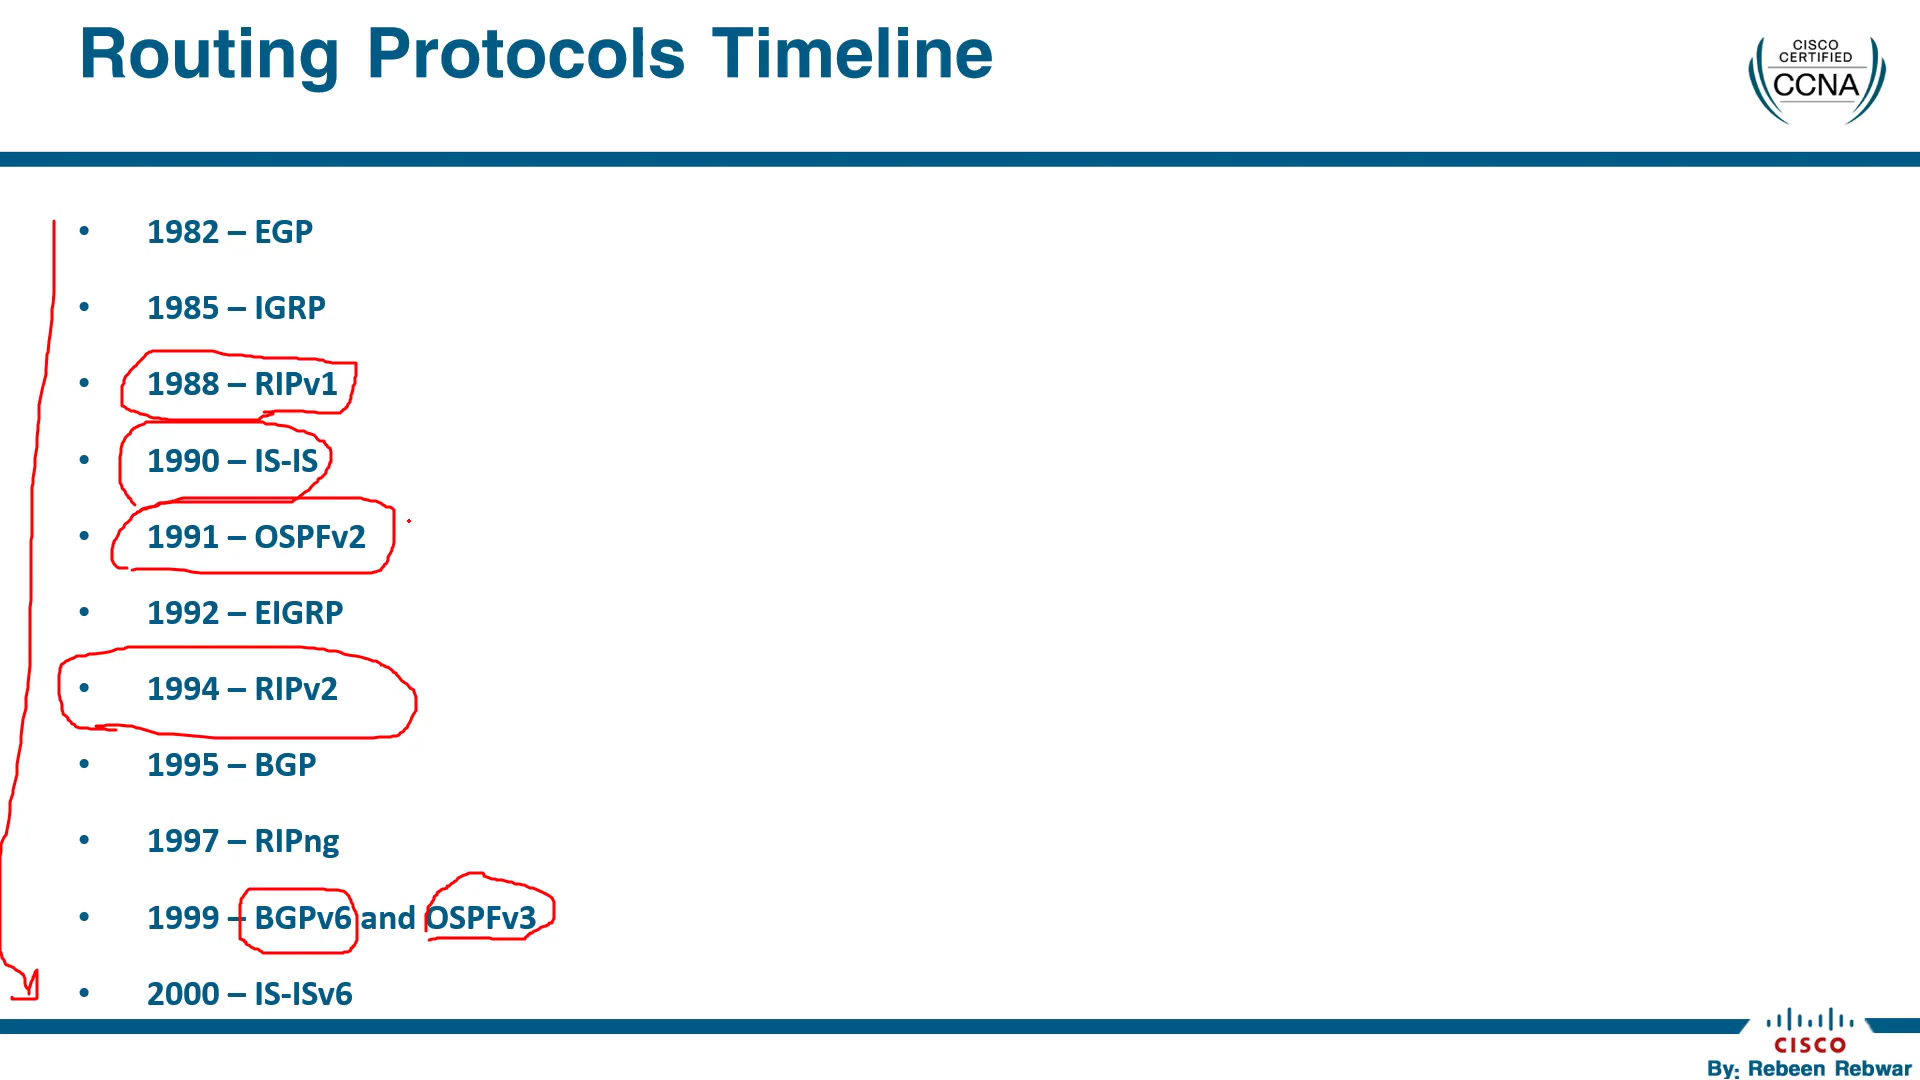 Routing Protocols Timeline
CISCO
CERTIFIED
CCNA
• 1982 – EGP
• 1985 – IGRP
• 1988 – RIPv1
• 1990 – IS-IS
• 1991 – OSPFv2
• 1992 – EIGRP
• 1994 – RIPv2
• 1995 – BGP
• 1997 – RIPng
• 1999 – BGPv6 and OSPFv3
• 2000 – IS-ISv6
CISCO
By: Rebeen Rebwar